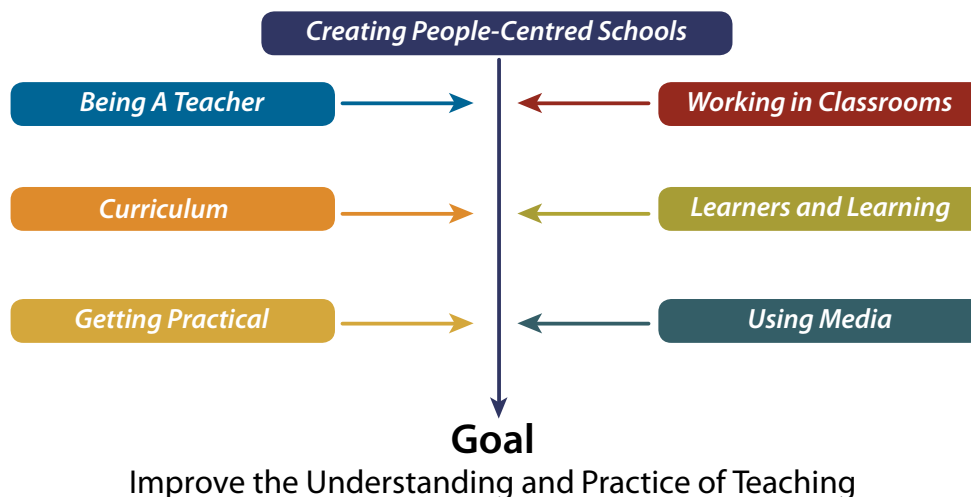 Creating People-Centred Schools
Being A Teacher
Working in Classrooms
Curriculum
Learners and Learning
Getting Practical
Using Media
Goal
Improve the Understanding and Practice of Teaching